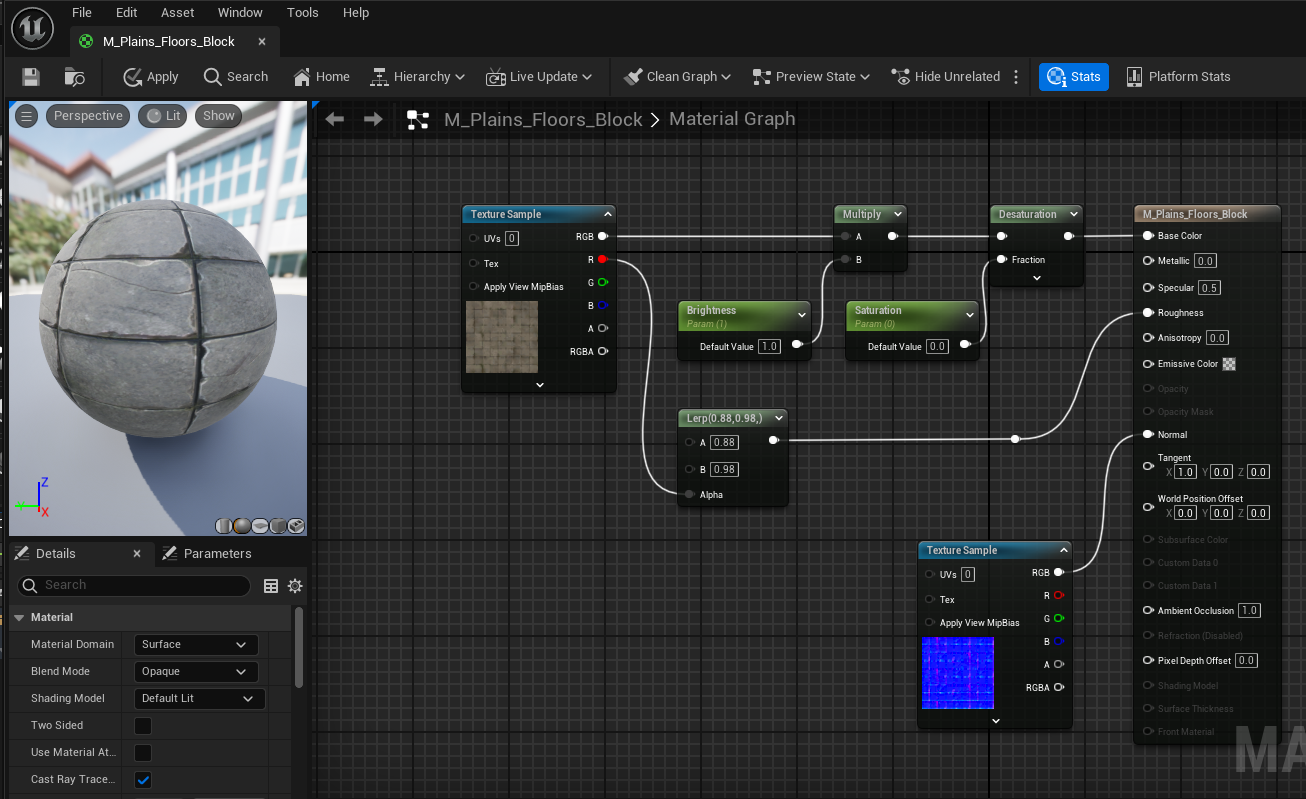 File Edit Asset Window Tools Help
M_Plains_Floors_Block
Apply Search Home Hierarchy Live Update Clean Graph Preview State Hide Unrelated Stats Platform Stats
Perspective Lit Show
M_Plains_Floors_Block > Material Graph
Texture Sample
UVs 0 RGB
Tex R
Apply View MipBias G
B
A
RGBA
Multiply
A
B
Desaturation
Fraction
Brightness
Param (1)
Default Value 1.0
Saturation
Param (0)
Default Value 0.0
Lerp(0.88,0.98,)
A 0.88
B 0.98
Alpha
Texture Sample
UVs 0 RGB
Tex R
Apply View MipBias G
B
A
RGBA
M_Plains_Floors_Block
Base Color
Metallic 0.0
Specular 0.5
Roughness
Anisotropy 0.0
Emissive Color
Opacity
Opacity Mask
Normal
Tangent
X 1.0 Y 0.0 Z 0.0
World Position Offset
X 0.0 Y 0.0 Z 0.0
Subsurface Color
Custom Data 0
Custom Data 1
Ambient Occlusion 1.0
Refraction (Disabled)
Pixel Depth Offset 0.0
Shading Model
Surface Thickness
Front Material
MA
Z
Y
X
Details Parameters
Search
Material
Material Domain Surface
Blend Mode Opaque
Shading Model Default Lit
Two Sided
Use Material At...
Cast Ray Trace...